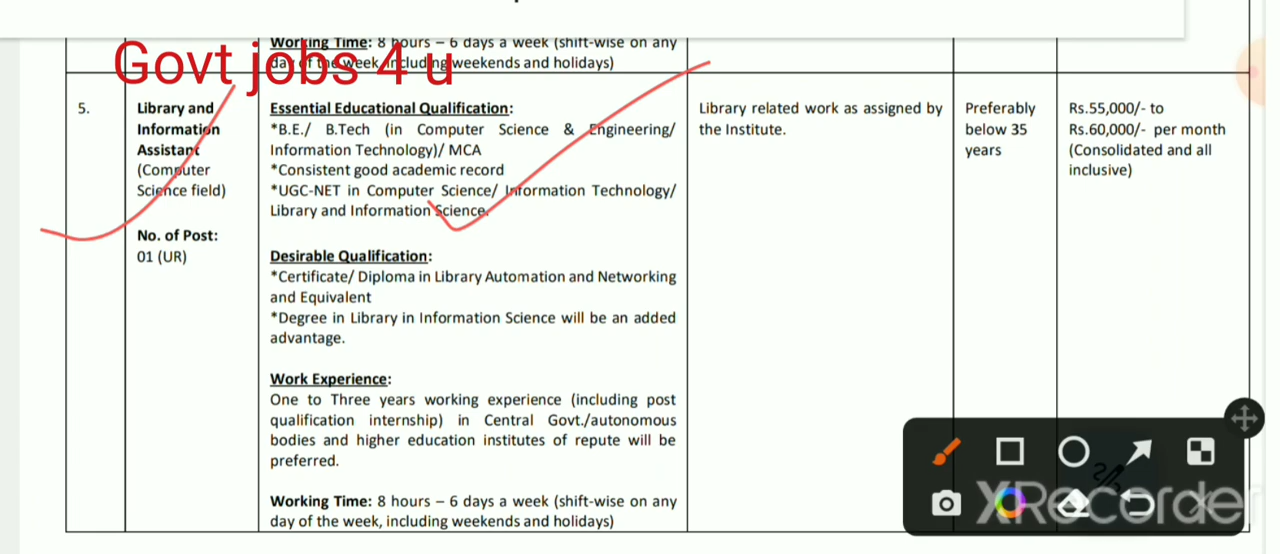 Working Time: 8 hours – 6 days a week (shift-wise on any
day of the week, including weekends and holidays)
Govt jobs 4 u
5.
Library and
Information
Assistant
(Computer
Science field)
No. of Post:
01 (UR)
Essential Educational Qualification:
*B.E./ B.Tech (in Computer Science & Engineering/
Information Technology)/ MCA
*Consistent good academic record
*UGC-NET in Computer Science/ Information Technology/
Library and Information Science.
Desirable Qualification:
*Certificate/ Diploma in Library Automation and Networking
and Equivalent
*Degree in Library in Information Science will be an added
advantage.
Work Experience:
One to Three years working experience (including post
qualification internship) in Central Govt./autonomous
bodies and higher education institutes of repute will be
preferred.
Working Time: 8 hours – 6 days a week (shift-wise on any
day of the week, including weekends and holidays)
Library related work as assigned by
the Institute.
Preferably
below 35
years
Rs.55,000/- to
Rs.60,000/- per month
(Consolidated and all
inclusive)
XRecorder